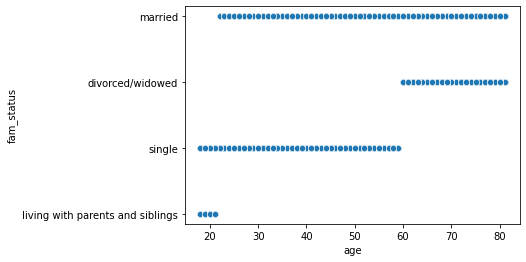 married
divorced/widowed
fam_status
single
living with parents and siblings
20 30 40 50 60 70 80
age